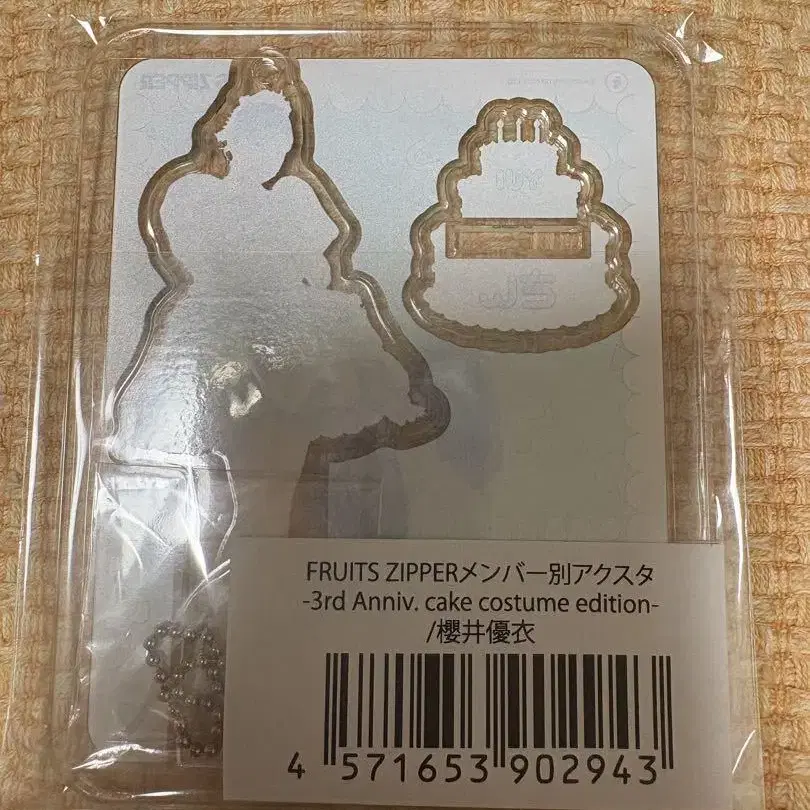 FRUITS ZIPPERメンバー別アクスタ
-3rd Anniv. cake costume edition-
/櫻井優衣
4 571653 902943